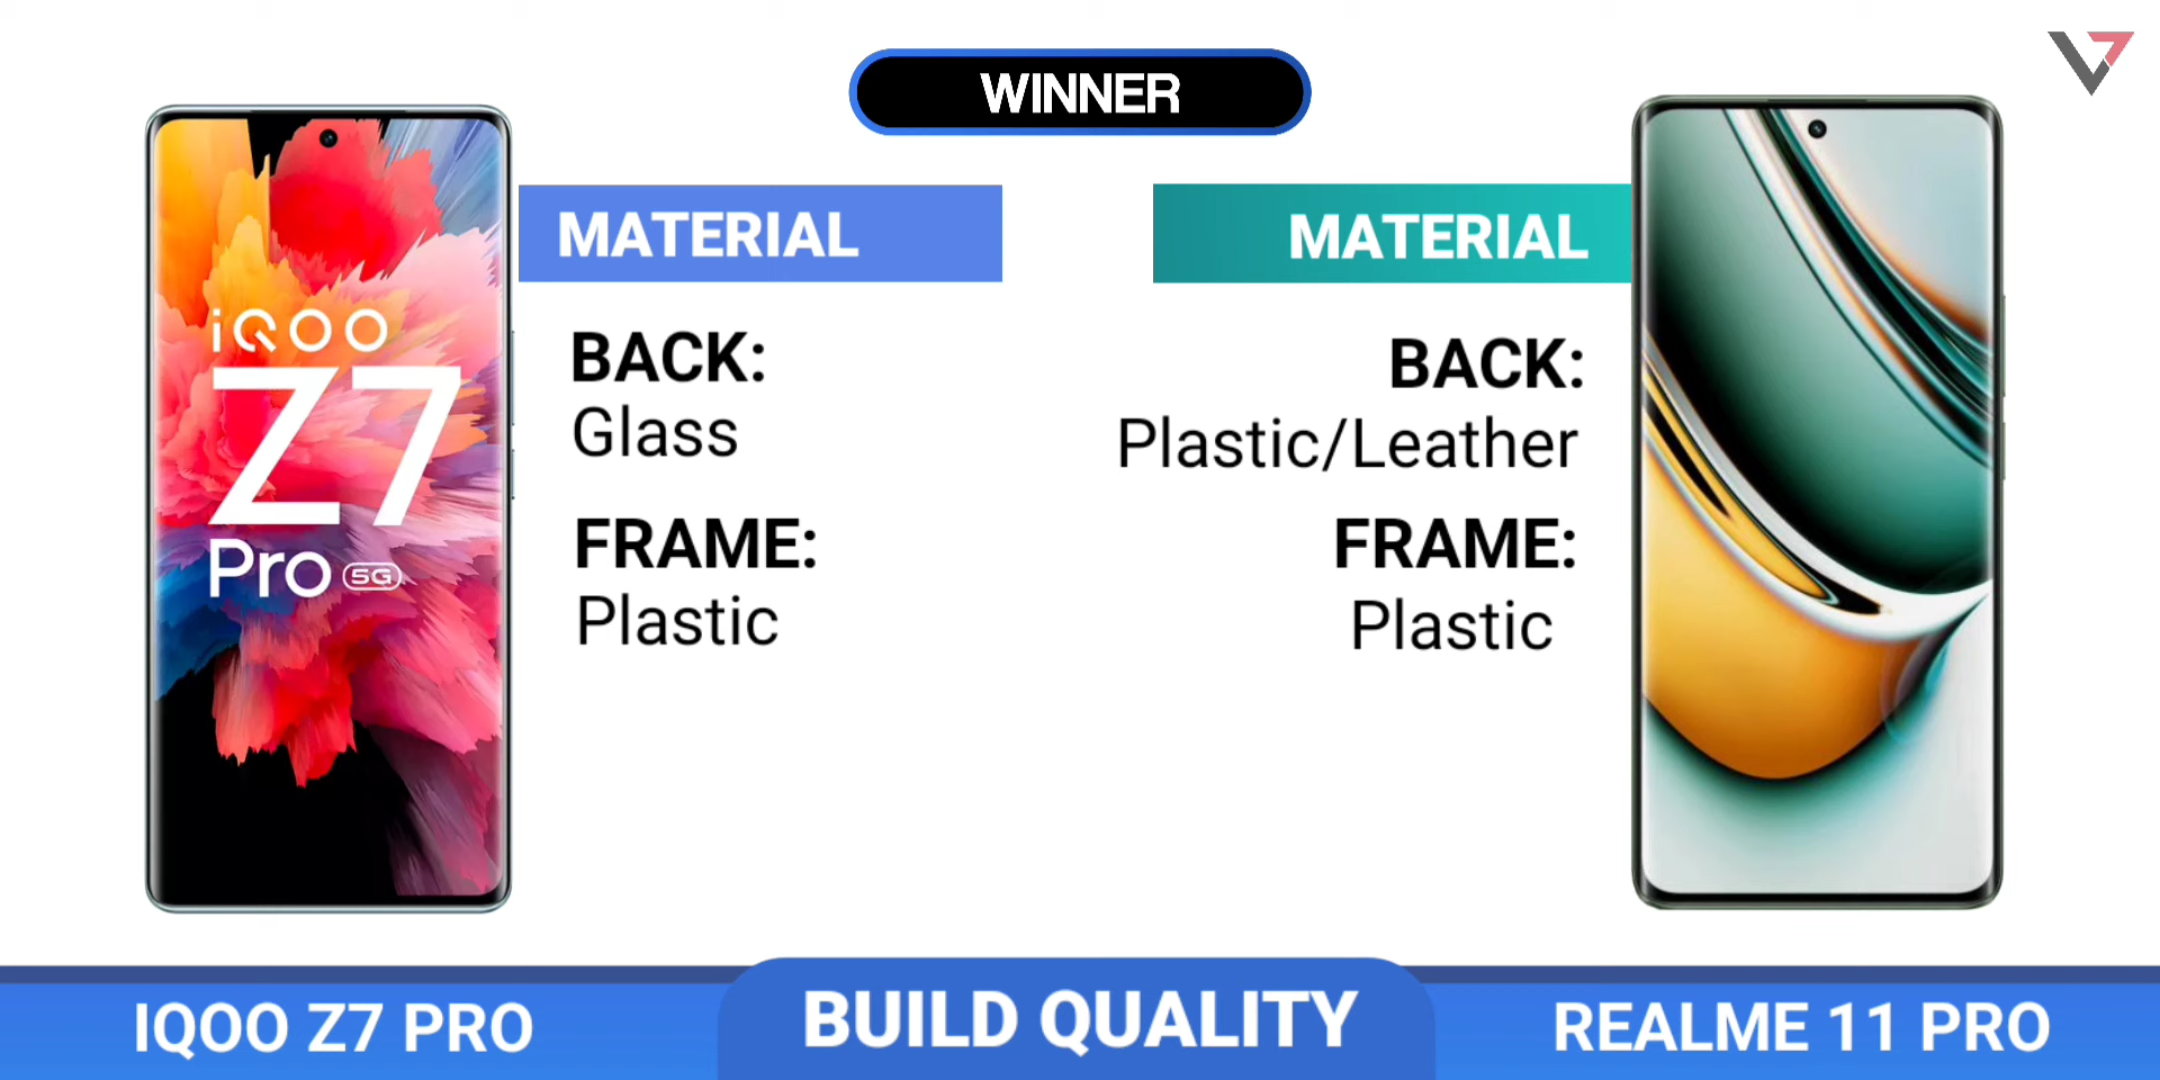 WINNER
MATERIAL
BACK:
Glass
FRAME:
Plastic
MATERIAL
BACK:
Plastic/Leather
FRAME:
Plastic
iQOO
Z7
Pro 5G
V7
IQOO Z7 PRO
BUILD QUALITY
REALME 11 PRO